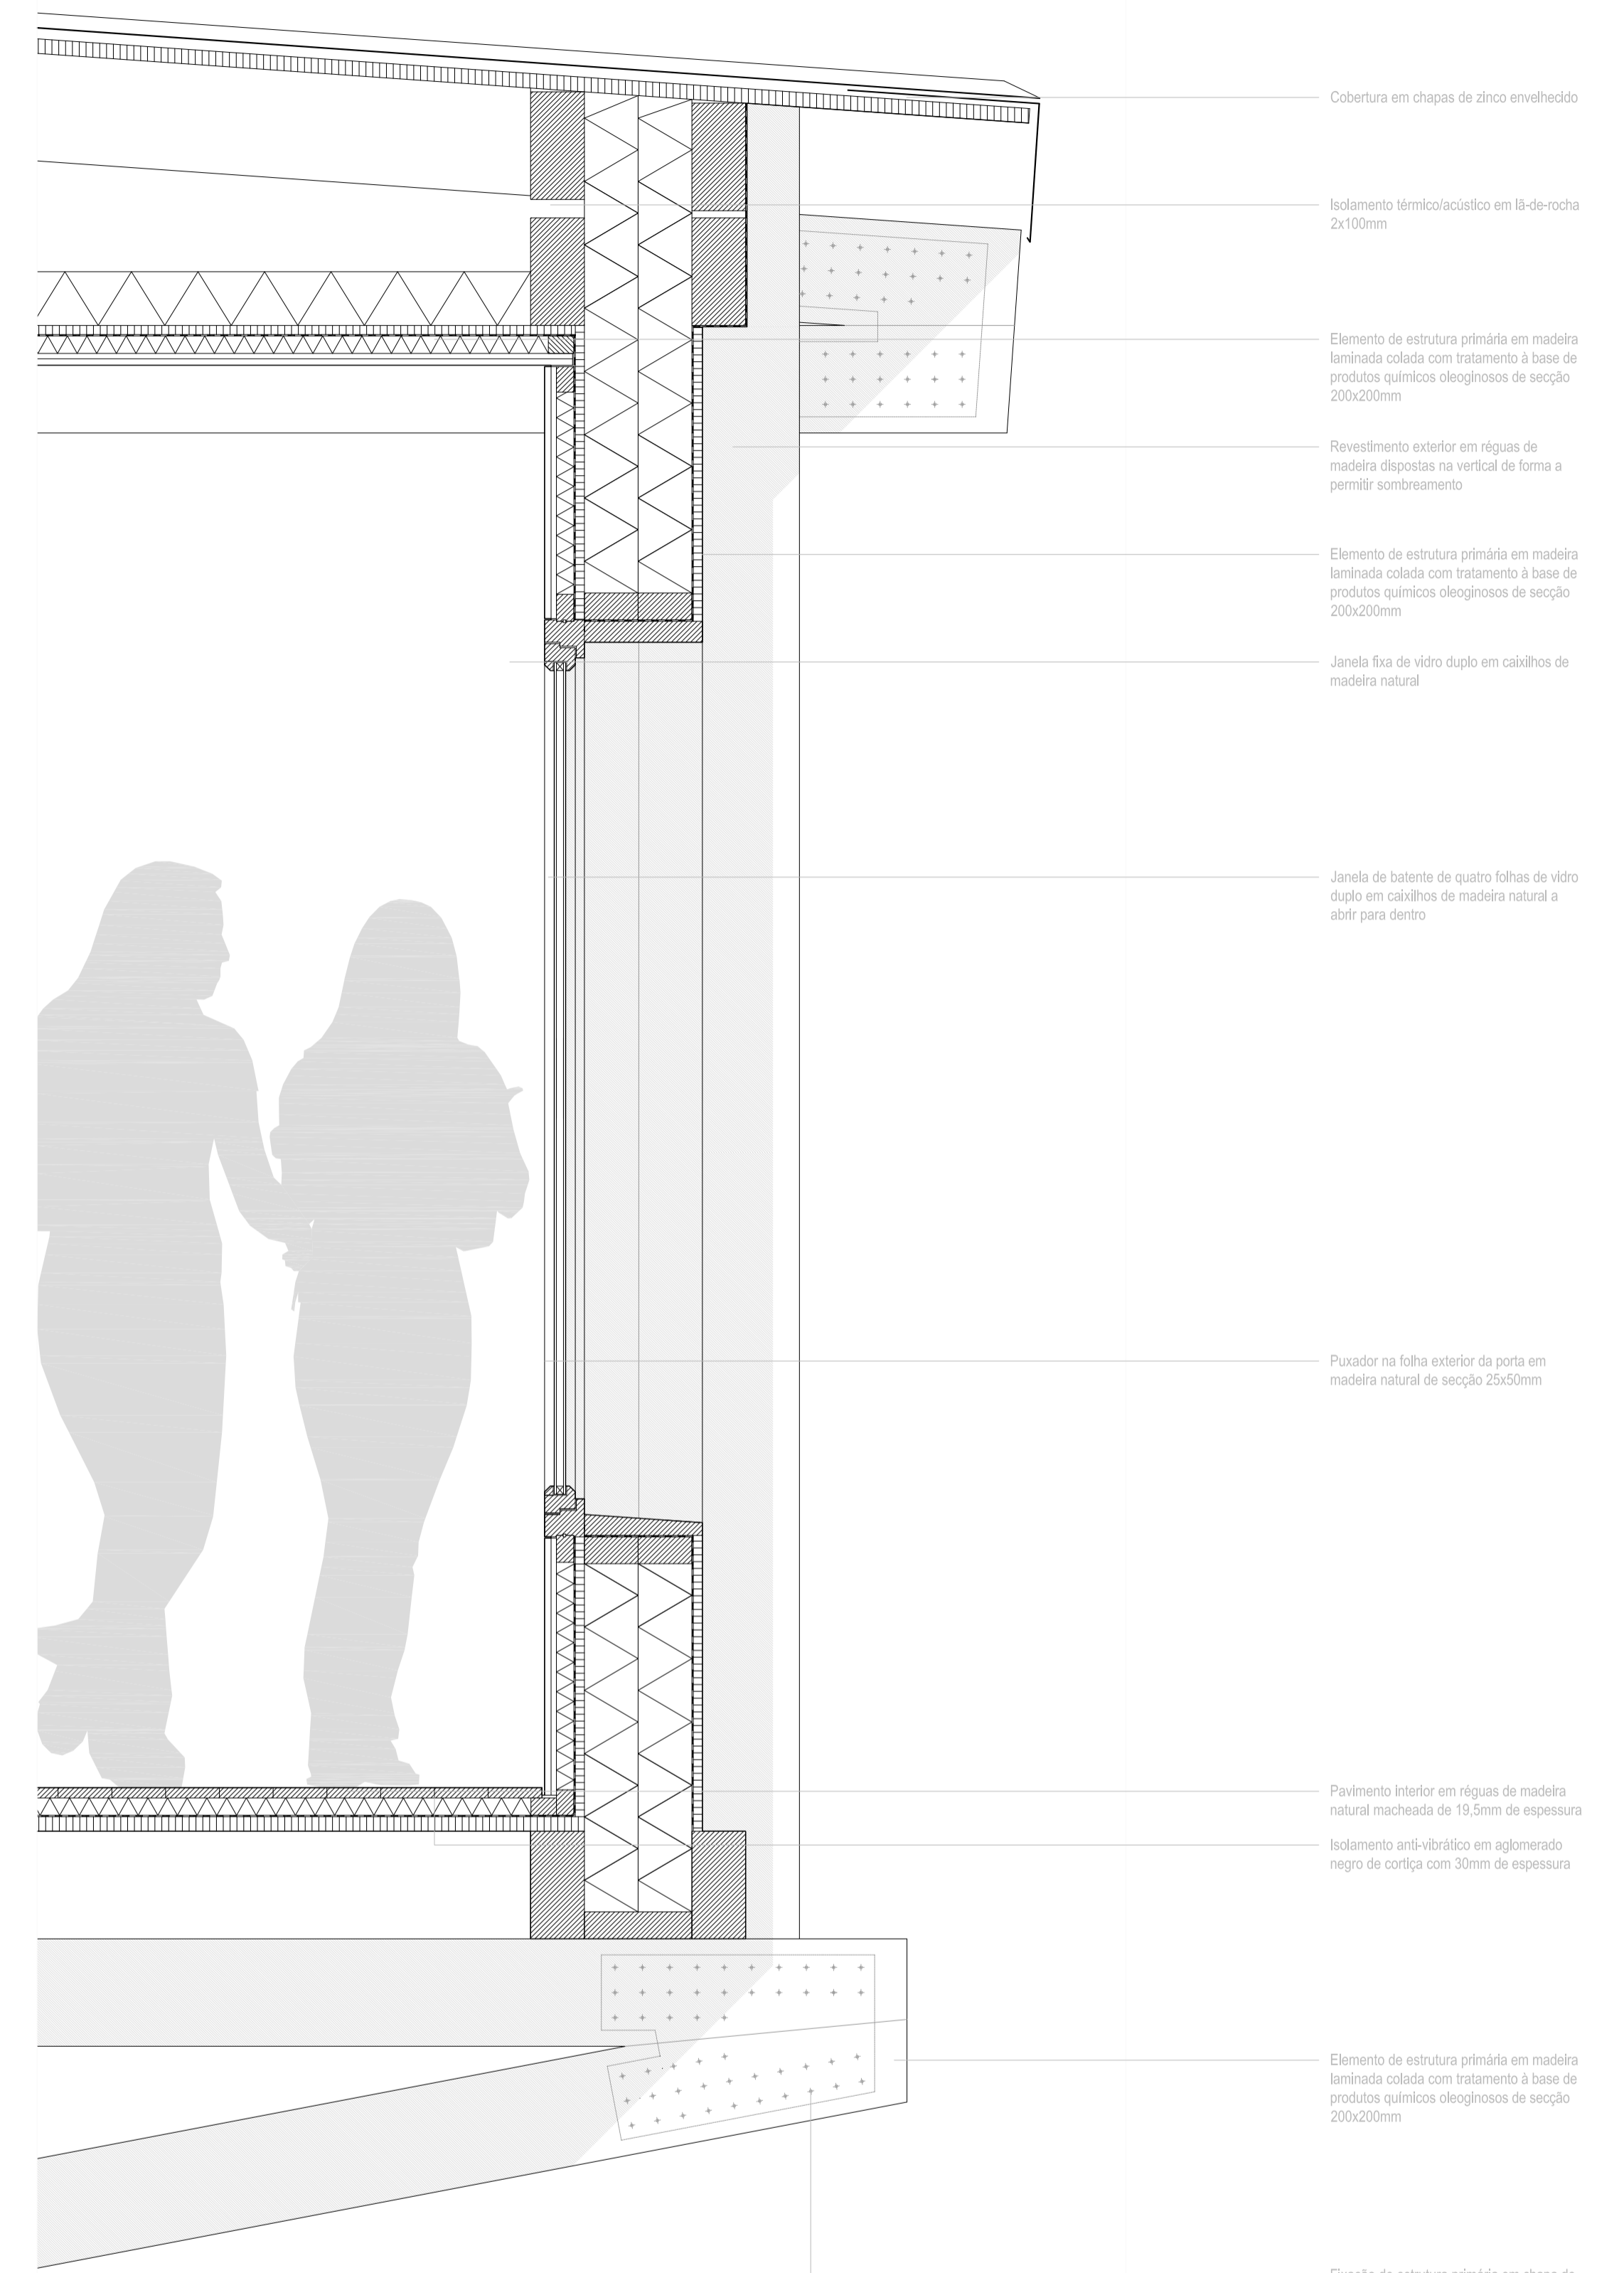 Cobertura em chapas de zinco envelhecido
Isolamento térmico/acústico em lã-de-rocha
2x100mm
Elemento de estrutura primária em madeira
laminada colada com tratamento à base de
produtos químicos oleoginosos de secção
200x200mm
Revestimento exterior em réguas de
madeira dispostas na vertical de forma a
permitir sombreamento
Elemento de estrutura primária em madeira
laminada colada com tratamento à base de
produtos químicos oleoginosos de secção
200x200mm
Janela fixa de vidro duplo em caixilhos de
madeira natural
Janela de batente de quatro folhas de vidro
duplo em caixilhos de madeira natural a
abrir para dentro
Puxador na folha exterior da porta em
madeira natural de secção 25x50mm
Pavimento interior em réguas de madeira
natural macheada de 19,5mm de espessura
Isolamento anti-vibrático em aglomerado
negro de cortiça com 30mm de espessura
Elemento de estrutura primária em madeira
laminada colada com tratamento à base de
produtos químicos oleoginosos de secção
200x200mm